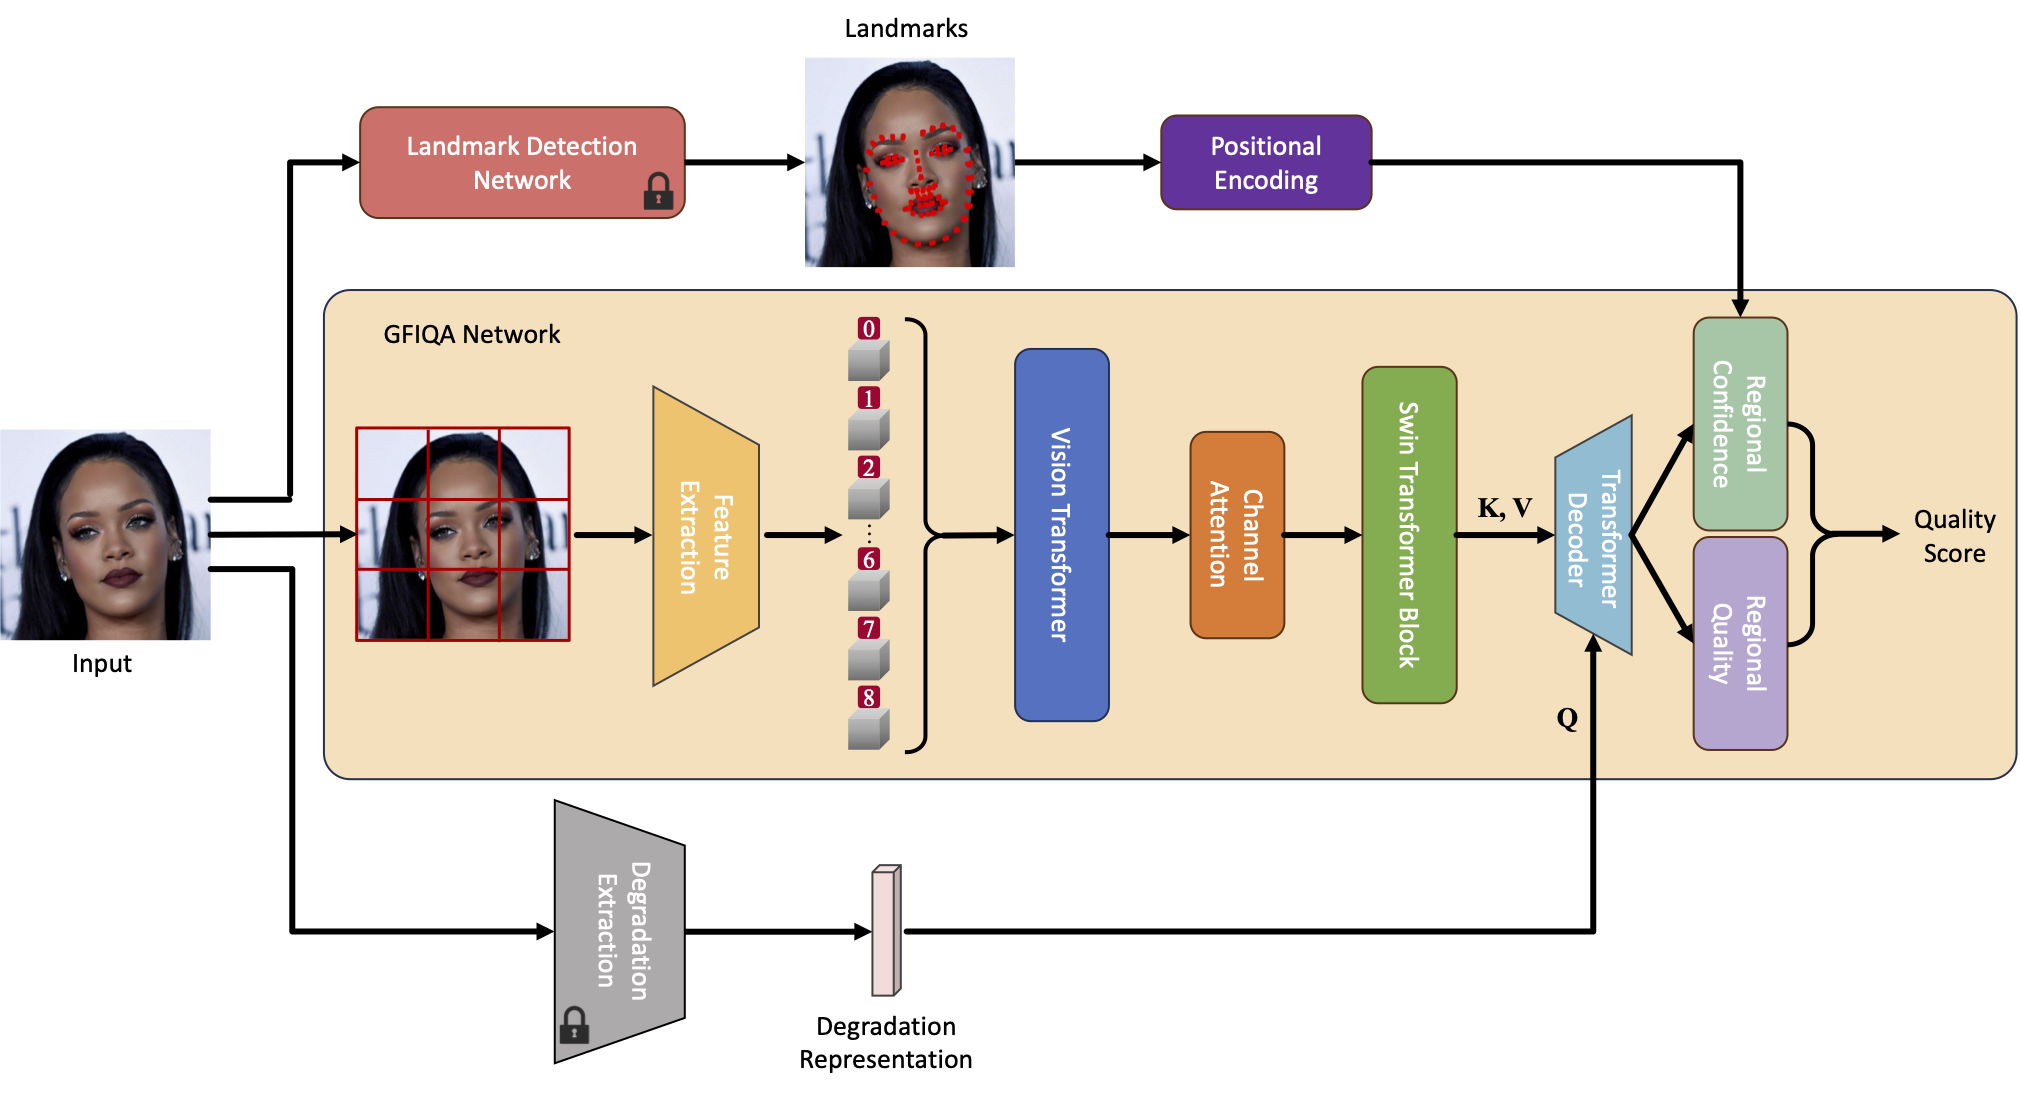 Landmarks
Landmark Detection
Network
Positional
Encoding
GFIQA Network
Input
Feature
Extraction
0
1
2
⋮
6
7
8
Vision Transformer
Channel
Attention
Swin Transformer Block
K, V
Transformer
Decoder
Q
Regional
Confidence
Regional
Quality
Quality
Score
Degradation
Extraction
Degradation
Representation